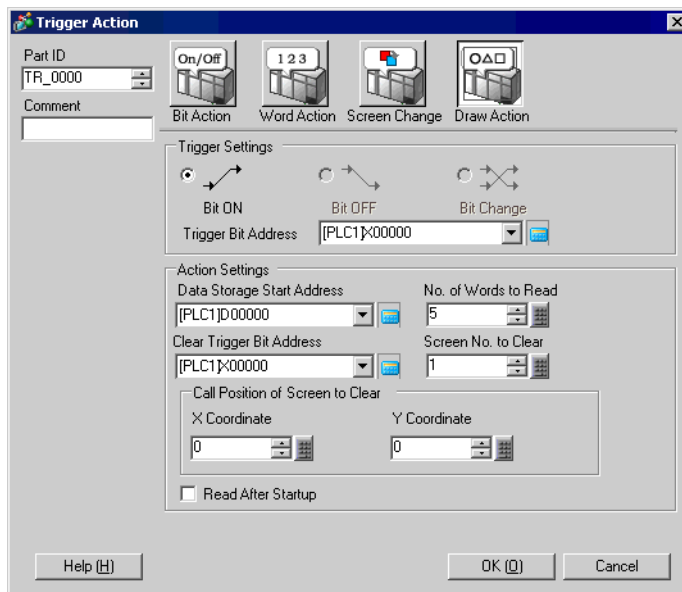 Trigger Action
Part ID
TR_0000
Comment
On/Off
1 2 3
Bit Action
Word Action
Screen Change
Draw Action
Trigger Settings
Bit ON
Bit OFF
Bit Change
Trigger Bit Address
[PLC1]X00000
Action Settings
Data Storage Start Address
No. of Words to Read
[PLC1]D00000
5
Clear Trigger Bit Address
Screen No. to Clear
[PLC1]X00000
1
Call Position of Screen to Clear
X Coordinate
Y Coordinate
0
0
Read After Startup
Help (H)
OK (O)
Cancel